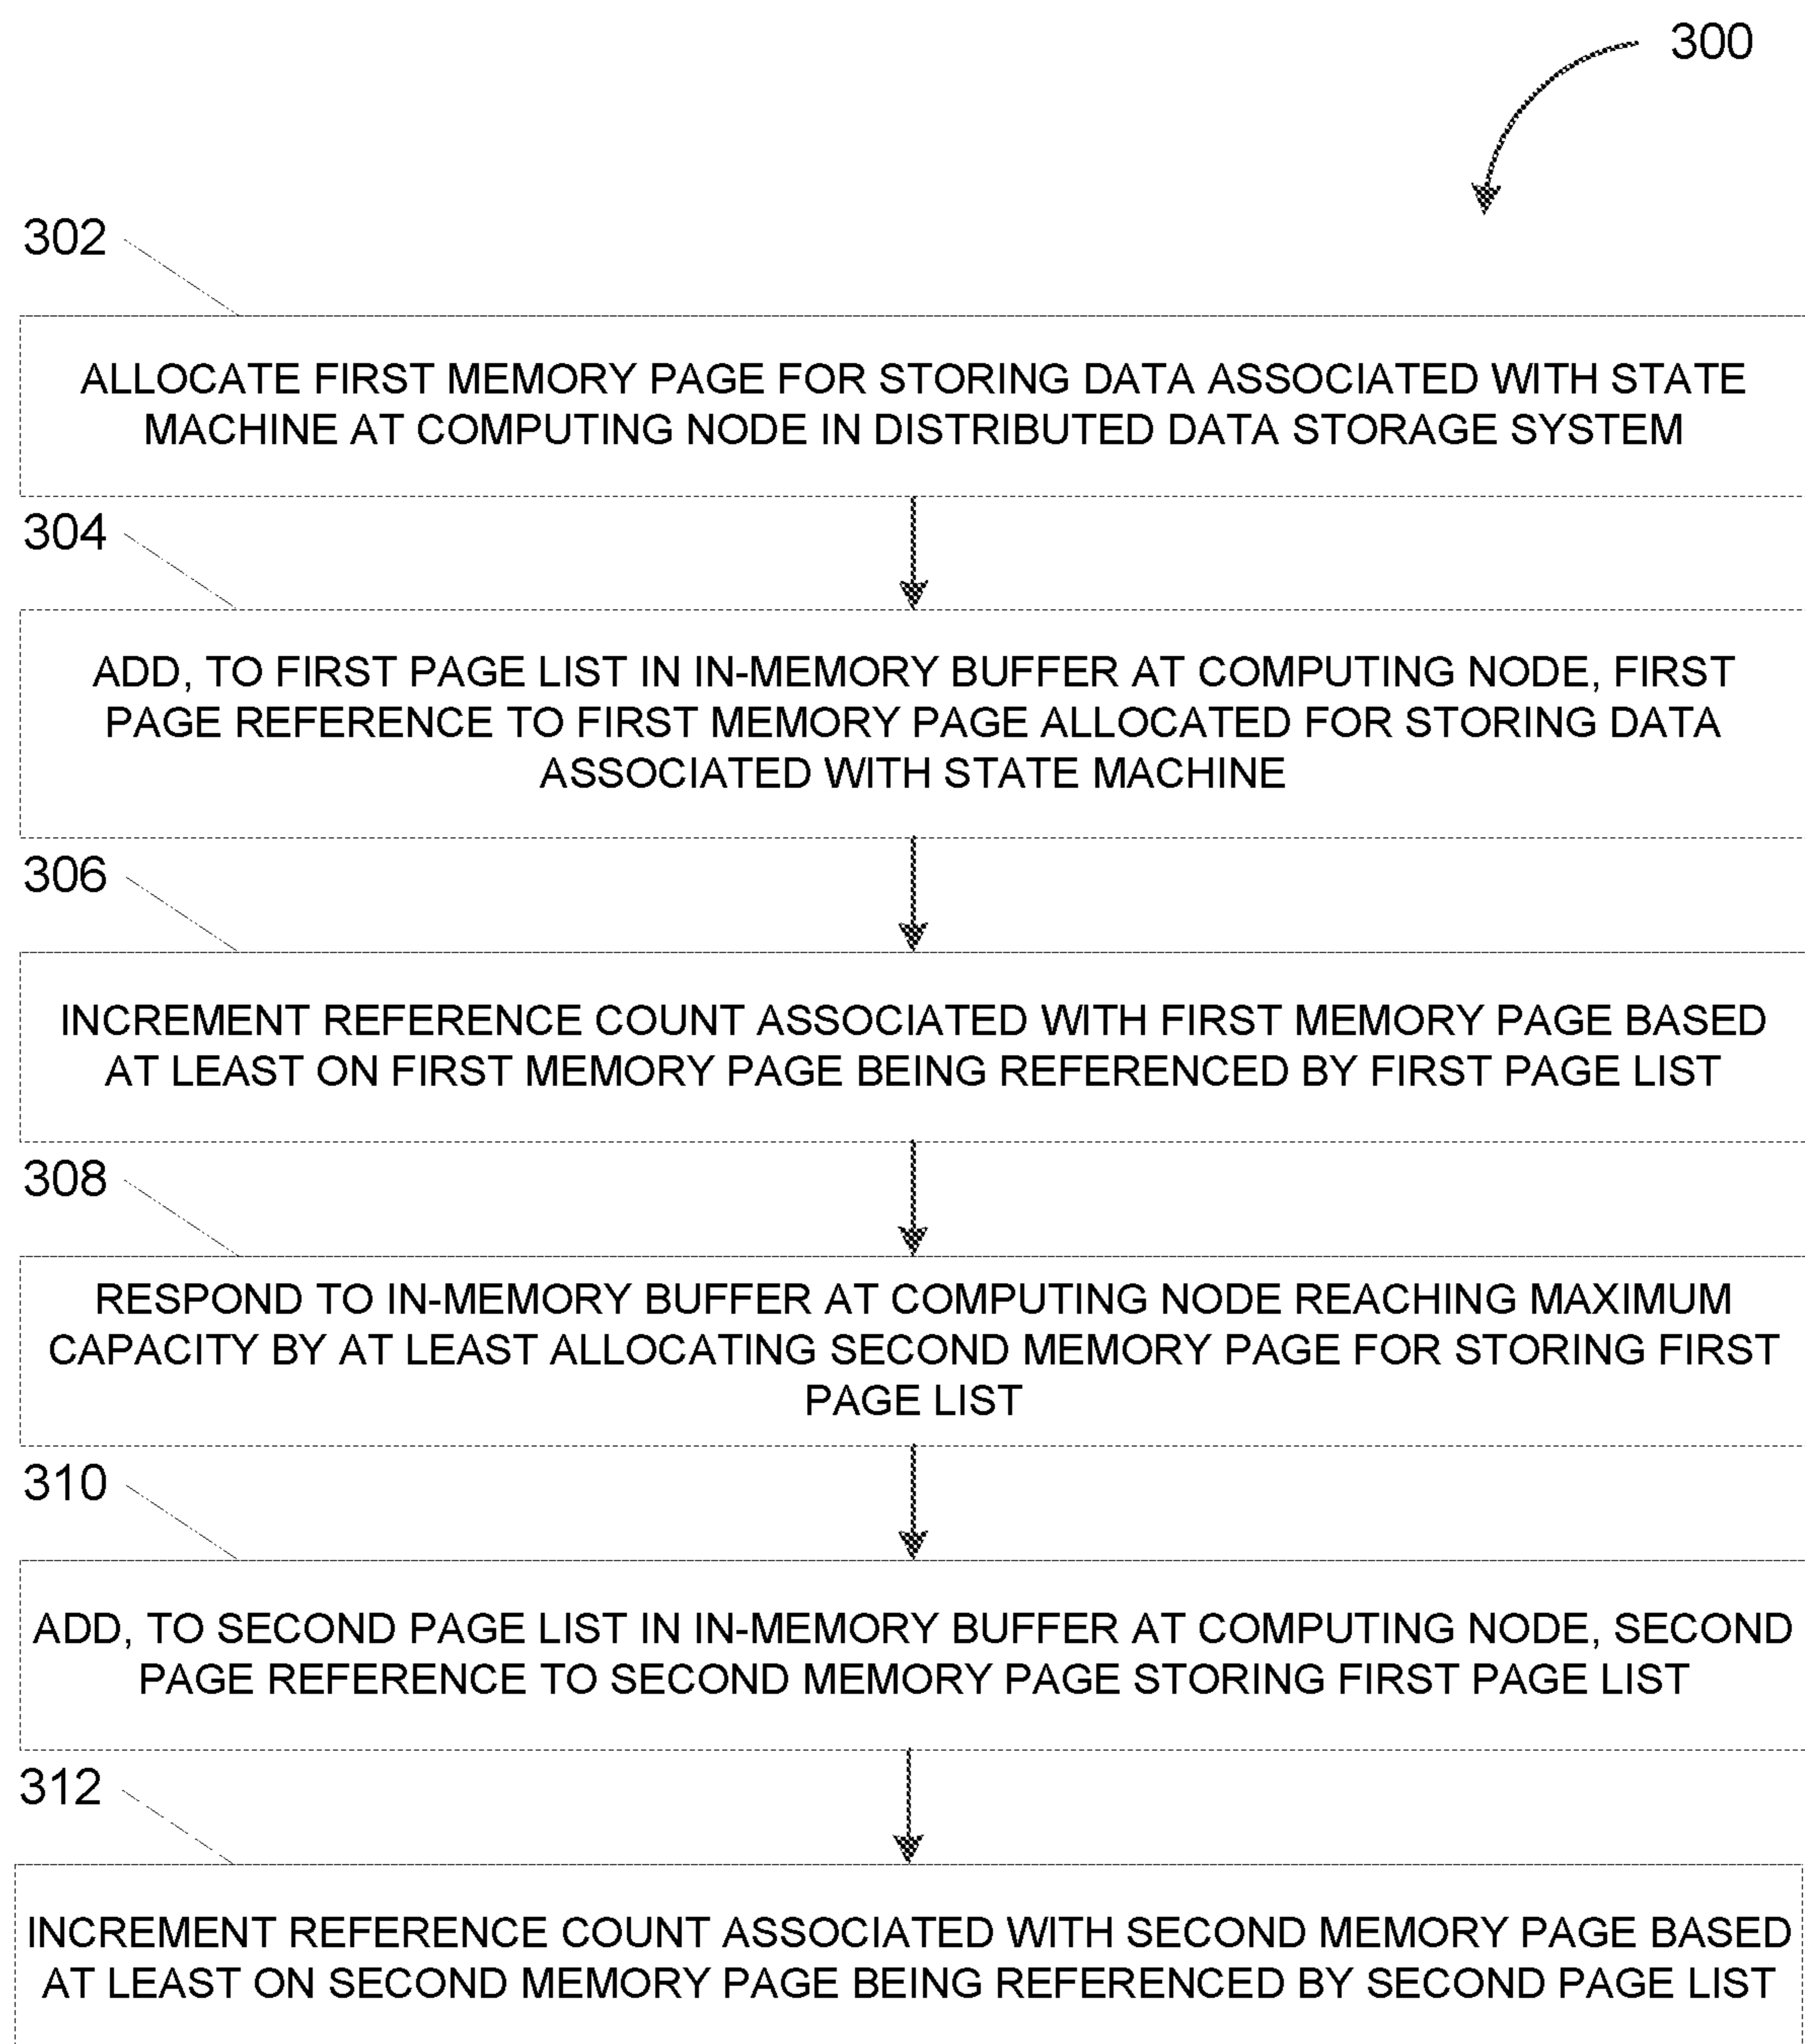 300
302
ALLOCATE FIRST MEMORY PAGE FOR STORING DATA ASSOCIATED WITH STATE
MACHINE AT COMPUTING NODE IN DISTRIBUTED DATA STORAGE SYSTEM
304
ADD, TO FIRST PAGE LIST IN IN-MEMORY BUFFER AT COMPUTING NODE, FIRST
PAGE REFERENCE TO FIRST MEMORY PAGE ALLOCATED FOR STORING DATA
ASSOCIATED WITH STATE MACHINE
306
INCREMENT REFERENCE COUNT ASSOCIATED WITH FIRST MEMORY PAGE BASED
AT LEAST ON FIRST MEMORY PAGE BEING REFERENCED BY FIRST PAGE LIST
308
RESPOND TO IN-MEMORY BUFFER AT COMPUTING NODE REACHING MAXIMUM
CAPACITY BY AT LEAST ALLOCATING SECOND MEMORY PAGE FOR STORING FIRST
PAGE LIST
310
ADD, TO SECOND PAGE LIST IN IN-MEMORY BUFFER AT COMPUTING NODE, SECOND
PAGE REFERENCE TO SECOND MEMORY PAGE STORING FIRST PAGE LIST
312
INCREMENT REFERENCE COUNT ASSOCIATED WITH SECOND MEMORY PAGE BASED
AT LEAST ON SECOND MEMORY PAGE BEING REFERENCED BY SECOND PAGE LIST